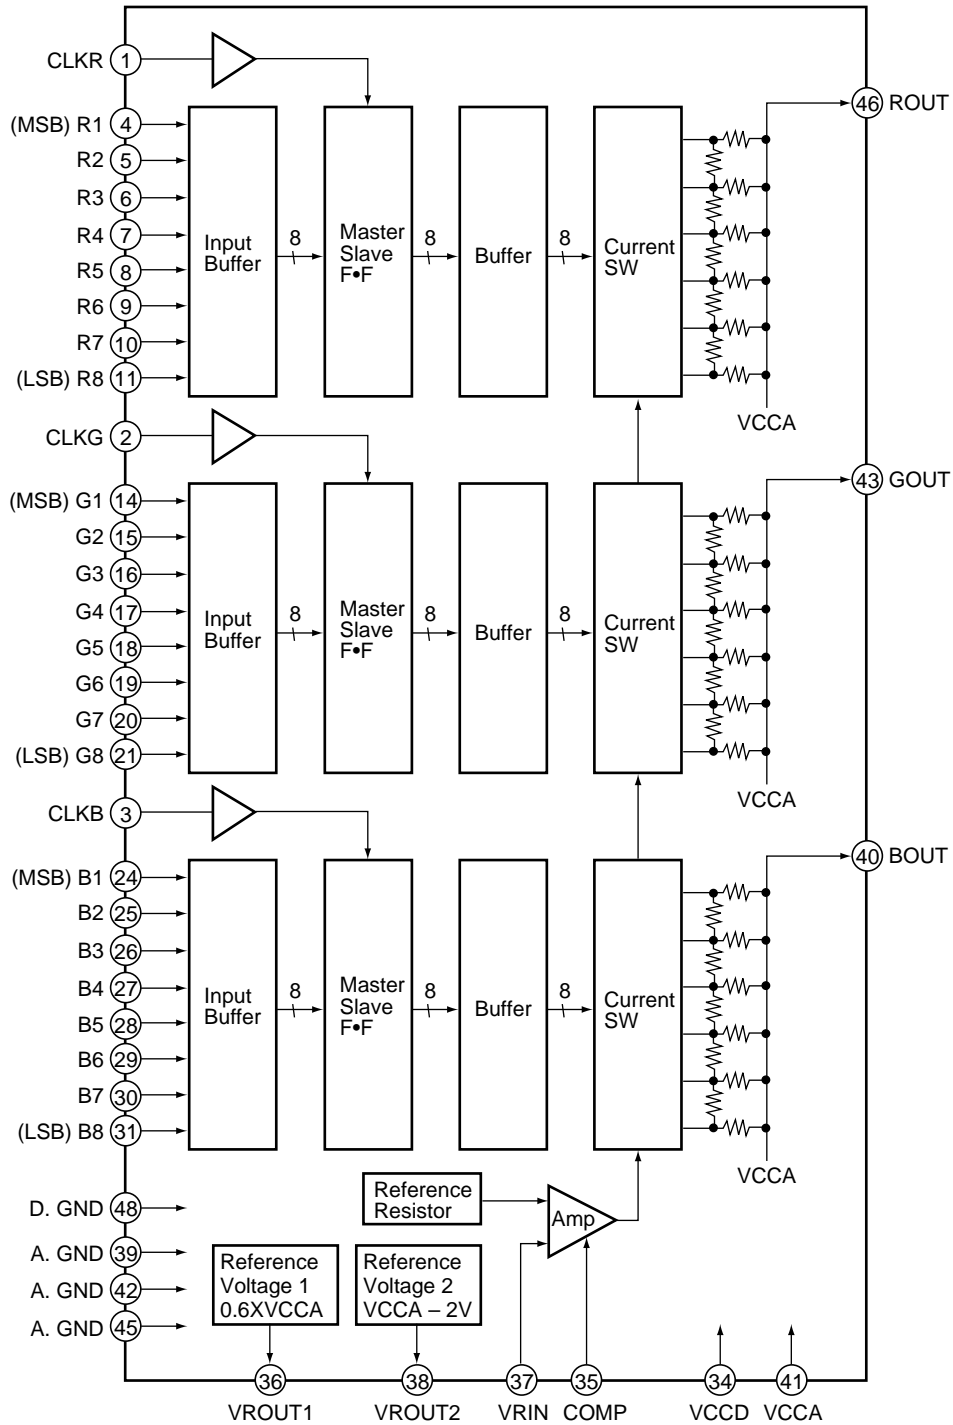 CLKR 1
46 ROUT
(MSB) R1 4
R2 5
R3 6
R4 7
R5 8
R6 9
R7 10
(LSB) R8 11
Input
Buffer
8
Master
Slave
F•F
8
Buffer
8
Current
SW
VCCA
CLKG 2
43 GOUT
(MSB) G1 14
G2 15
G3 16
G4 17
G5 18
G6 19
G7 20
(LSB) G8 21
Input
Buffer
8
Master
Slave
F•F
8
Buffer
8
Current
SW
VCCA
CLKB 3
40 BOUT
(MSB) B1 24
B2 25
B3 26
B4 27
B5 28
B6 29
B7 30
(LSB) B8 31
Input
Buffer
8
Master
Slave
F•F
8
Buffer
8
Current
SW
VCCA
D. GND 48
A. GND 39
A. GND 42
A. GND 45
Reference
Resistor
Amp
Reference
Voltage 1
0.6XVCCA
Reference
Voltage 2
VCCA – 2V
36 38 37 35 34 41
VROUT1 VROUT2 VRIN COMP VCCD VCCA